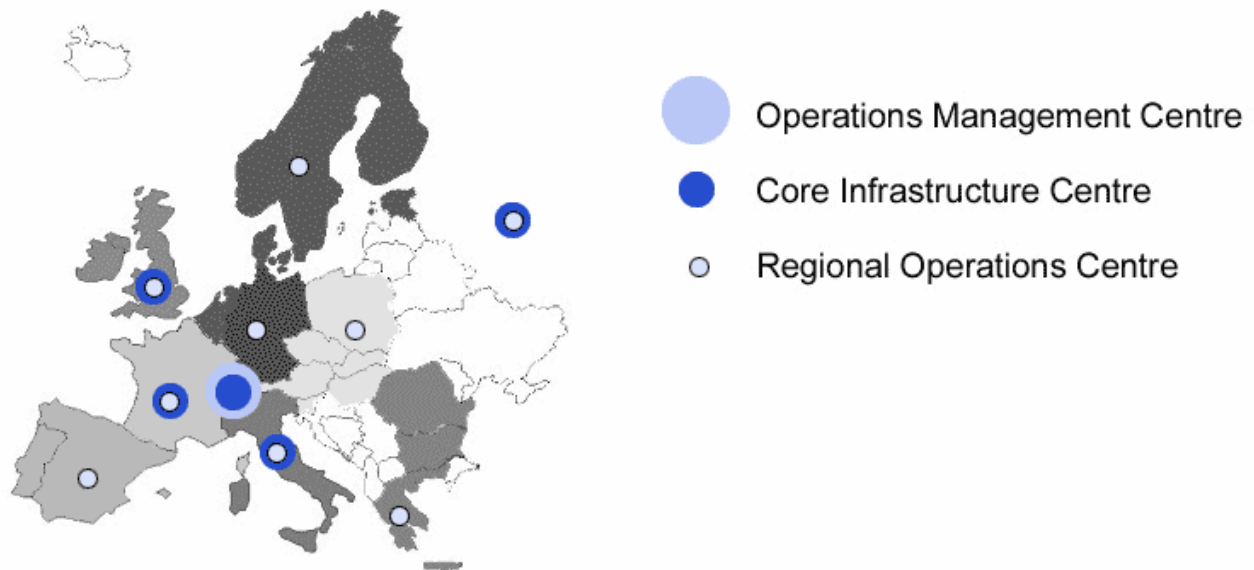 Operations Management Centre
Core Infrastructure Centre
Regional Operations Centre